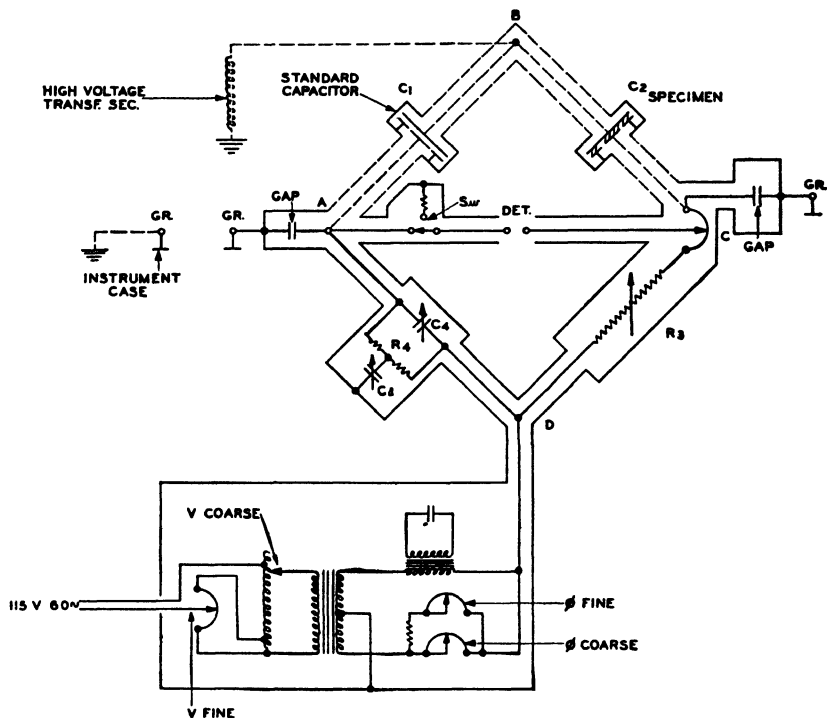 B
HIGH VOLTAGE
TRANSF. SEC.
STANDARD
CAPACITOR
C1
C2
SPECIMEN
A
GAP
Sw
DET.
GR.
GR.
GR.
C
GAP
INSTRUMENT
CASE
C4
R4
R3
Cl
D
V COARSE
115 V 60~
ϕ FINE
ϕ COARSE
V FINE